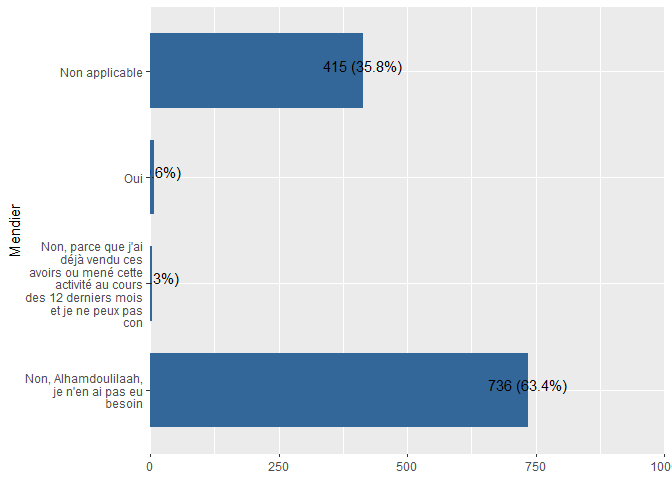 Mendier
Non applicable
415 (35.8%)
Oui
6%)
Non, parce que j'ai
déjà vendu ces
avoirs ou mené cette
activité au cours
des 12 derniers mois
et je ne peux pas
con
3%)
Non, Alhamdoulilaah,
je n'en ai pas eu
besoin
736 (63.4%)
0
250
500
750
100